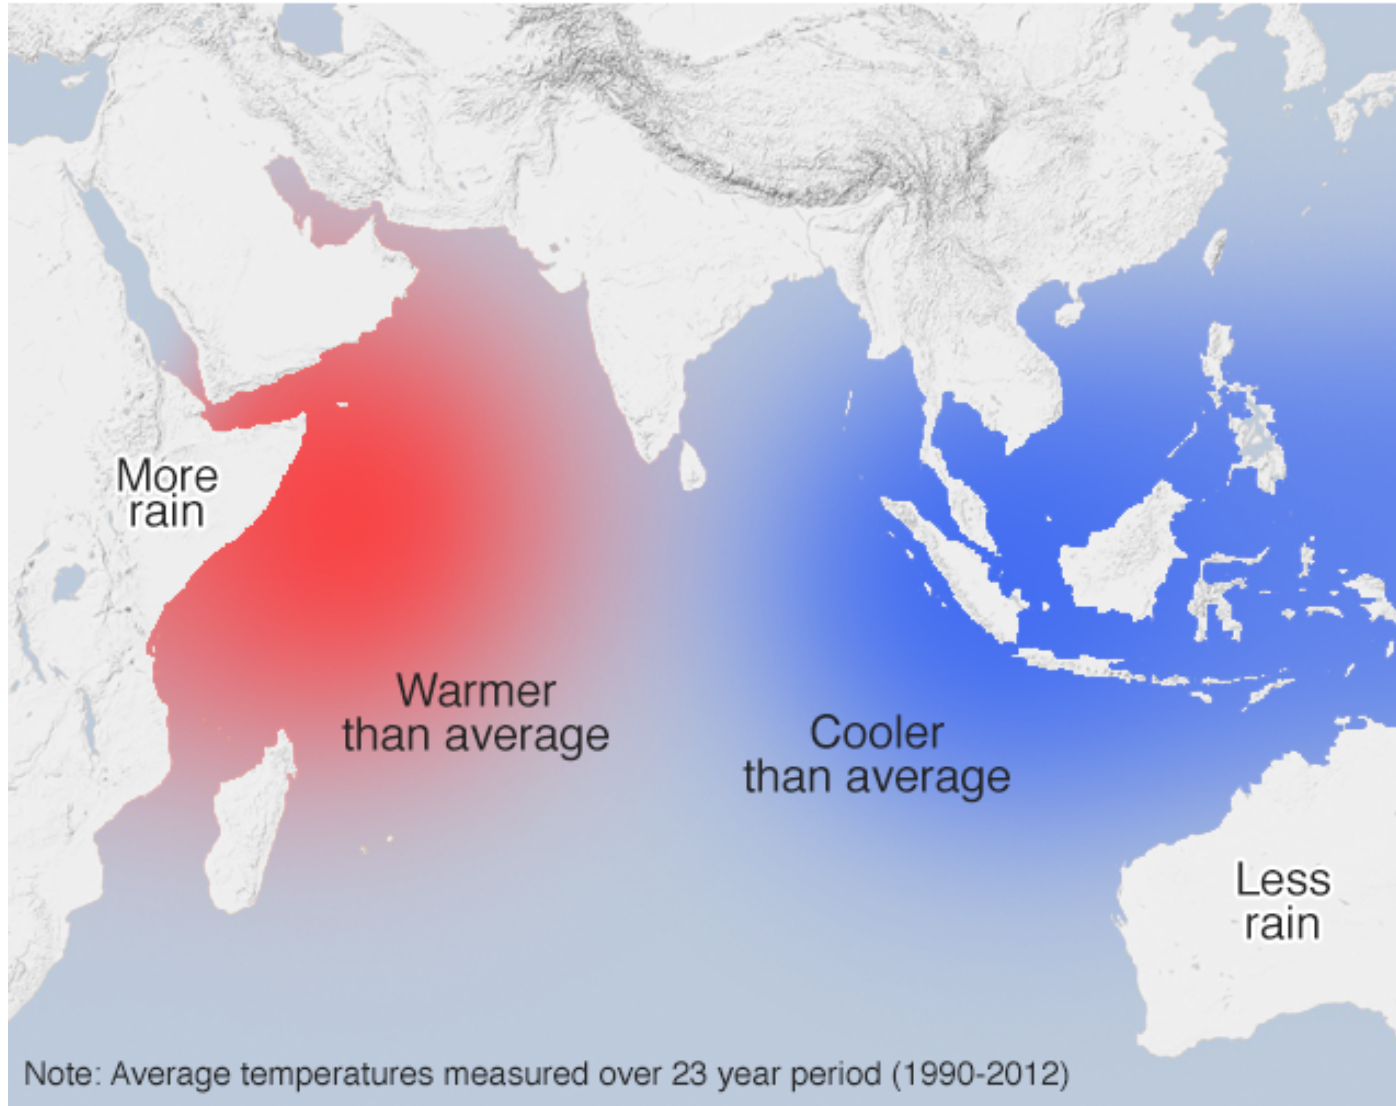 More
rain
Warmer
than average
Cooler
than average
Less
rain
Note: Average temperatures measured over 23 year period (1990-2012)